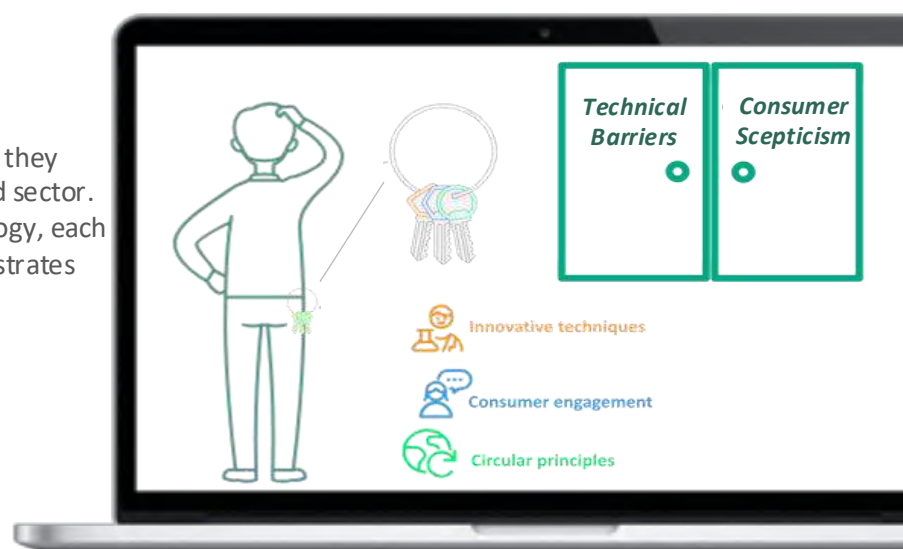 they
d sector.
ogy, each
strates
Technical
Barriers
Consumer
Scepticism
Innovative techniques
Consumer engagement
Circular principles